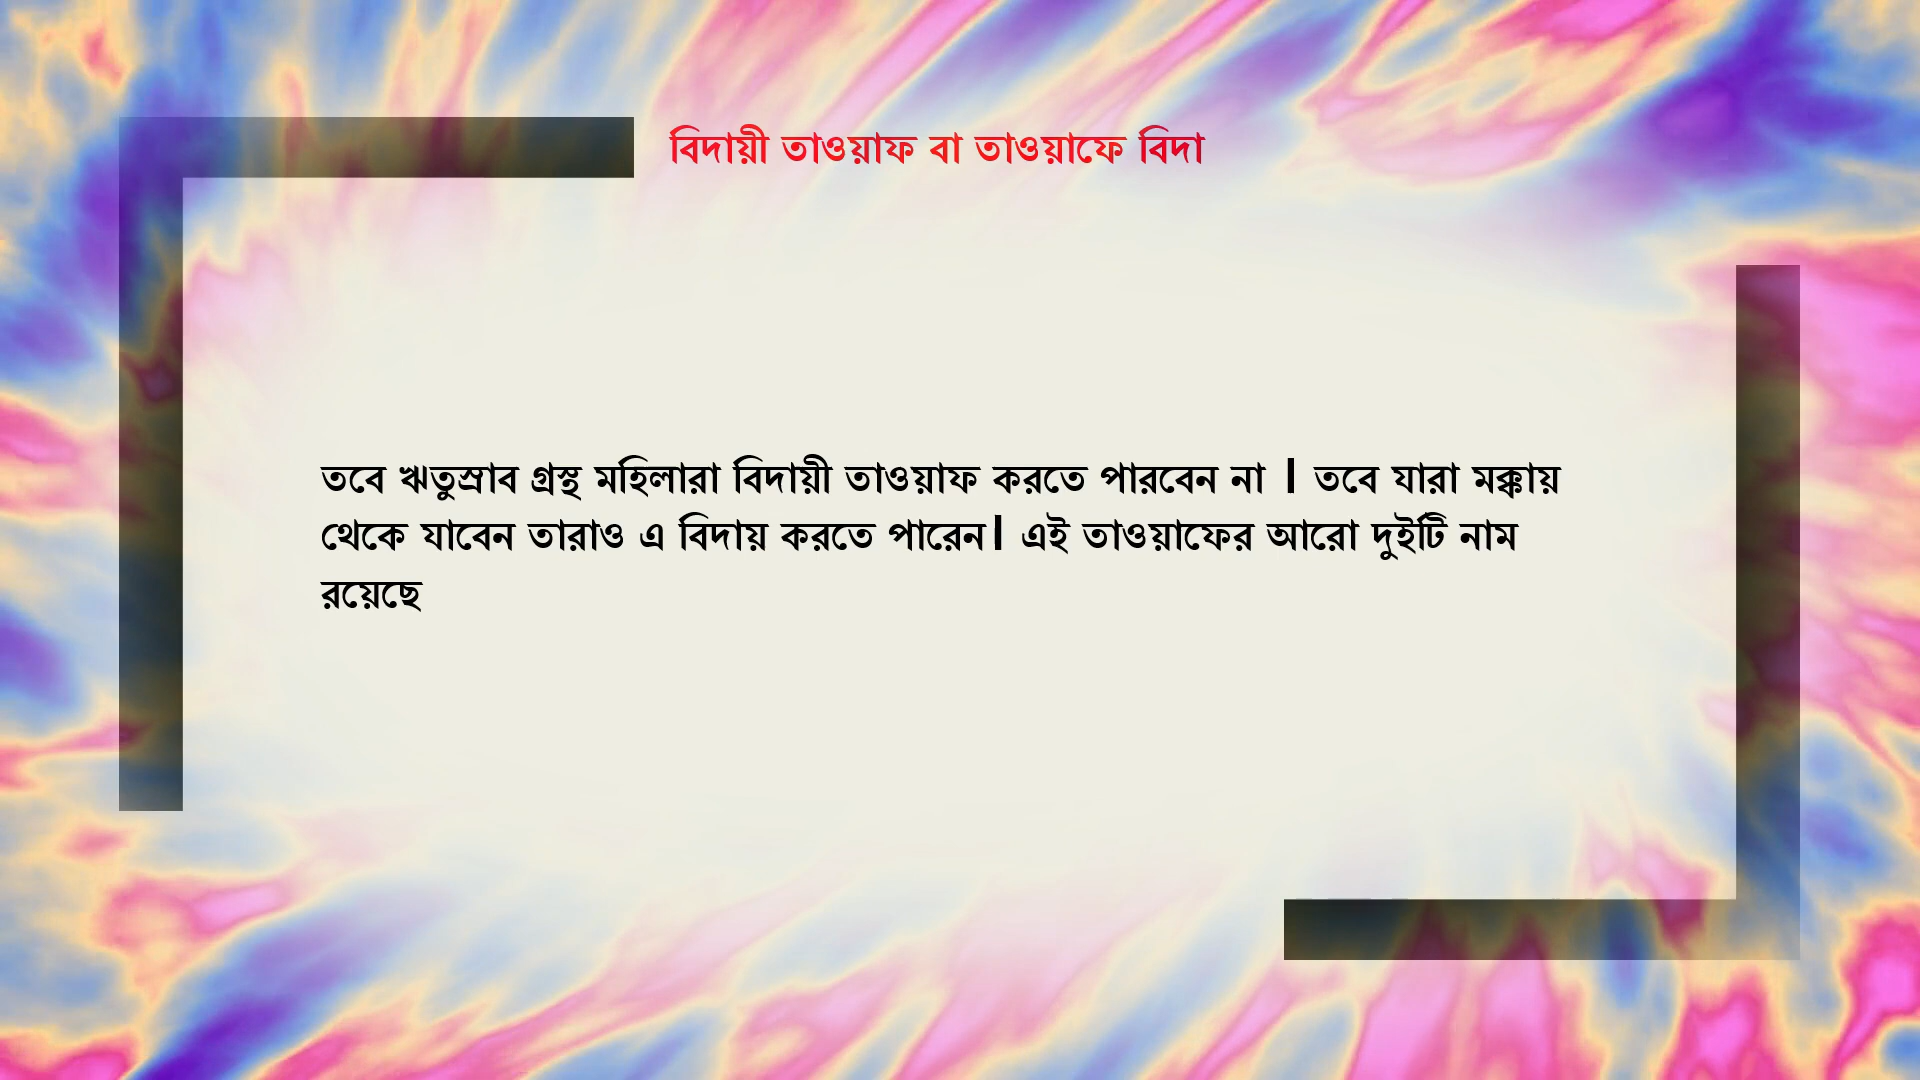 বিদায়ী তাওয়াফ বা তাওয়াফে বিদা
তবে ঋতুস্রাব গ্রস্থ মহিলারা বিদায়ী তাওয়াফ করতে পারবেন না । তবে যারা মক্কায়
থেকে যাবেন তারাও এ বিদায় করতে পারেন। এই তাওয়াফের আরো দুইটি নাম
রয়েছে